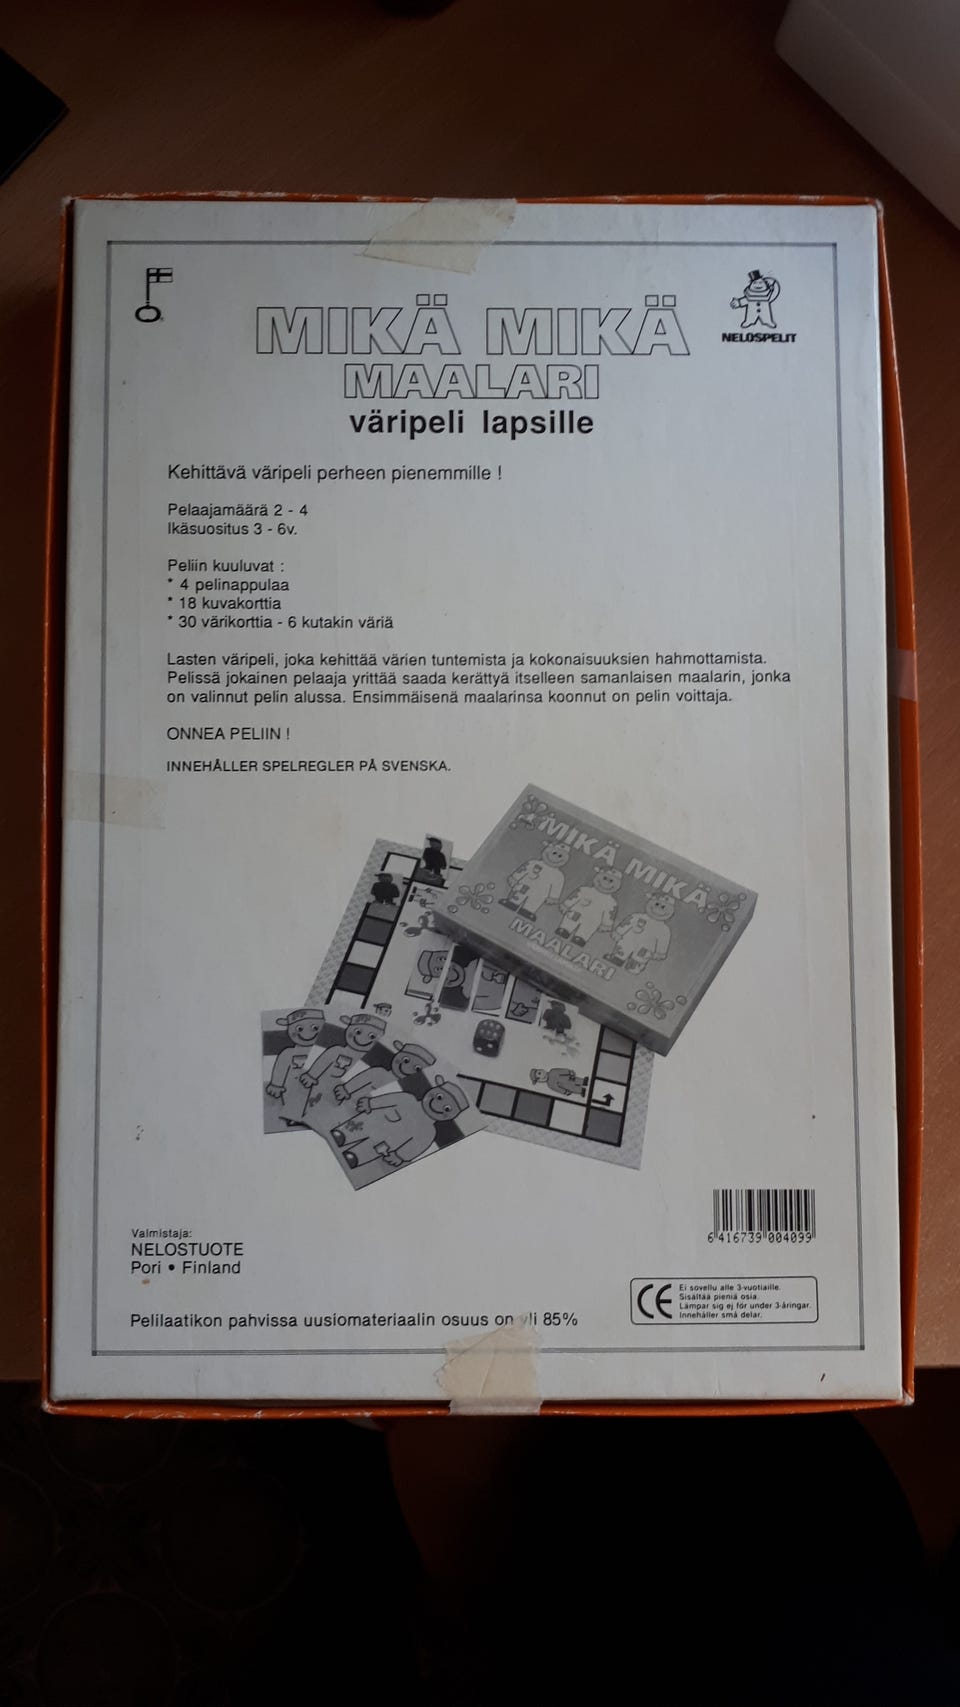 MIKÄ MIKÄ
MAALARI
väripeli lapsille
NELOSPELIT
Kehittävä väripeli perheen pienemmille !
Pelaajamäärä 2 - 4
Ikäsuositus 3 - 6v.
Peliin kuuluvat :
* 4 pelinappulaa
* 18 kuvakorttia
* 30 värikorttia - 6 kutakin väriä
Lasten väripeli, joka kehittää värien tuntemista ja kokonaisuuksien hahmottamista.
Pelissä jokainen pelaaja yrittää saada kerättyä itselleen samanlaisen maalarin, jonka
on valinnut pelin alussa. Ensimmäisenä maalarinsa koonnut on pelin voittaja.
ONNEA PELIIN !
INNEHÅLLER SPELREGLER PÅ SVENSKA.
MIKÄ MIKÄ
MAALARI
Valmistaja:
NELOSTUOTE
Pori • Finland
6 416739 004099
CE
Ei sovellu alle 3-vuotiaille.
Sisältää pieniä osia.
Lämpar sig ej för under 3-åringar.
Innehåller små delar.
Pelilaatikon pahvissa uusiomateriaalin osuus on yli 85%